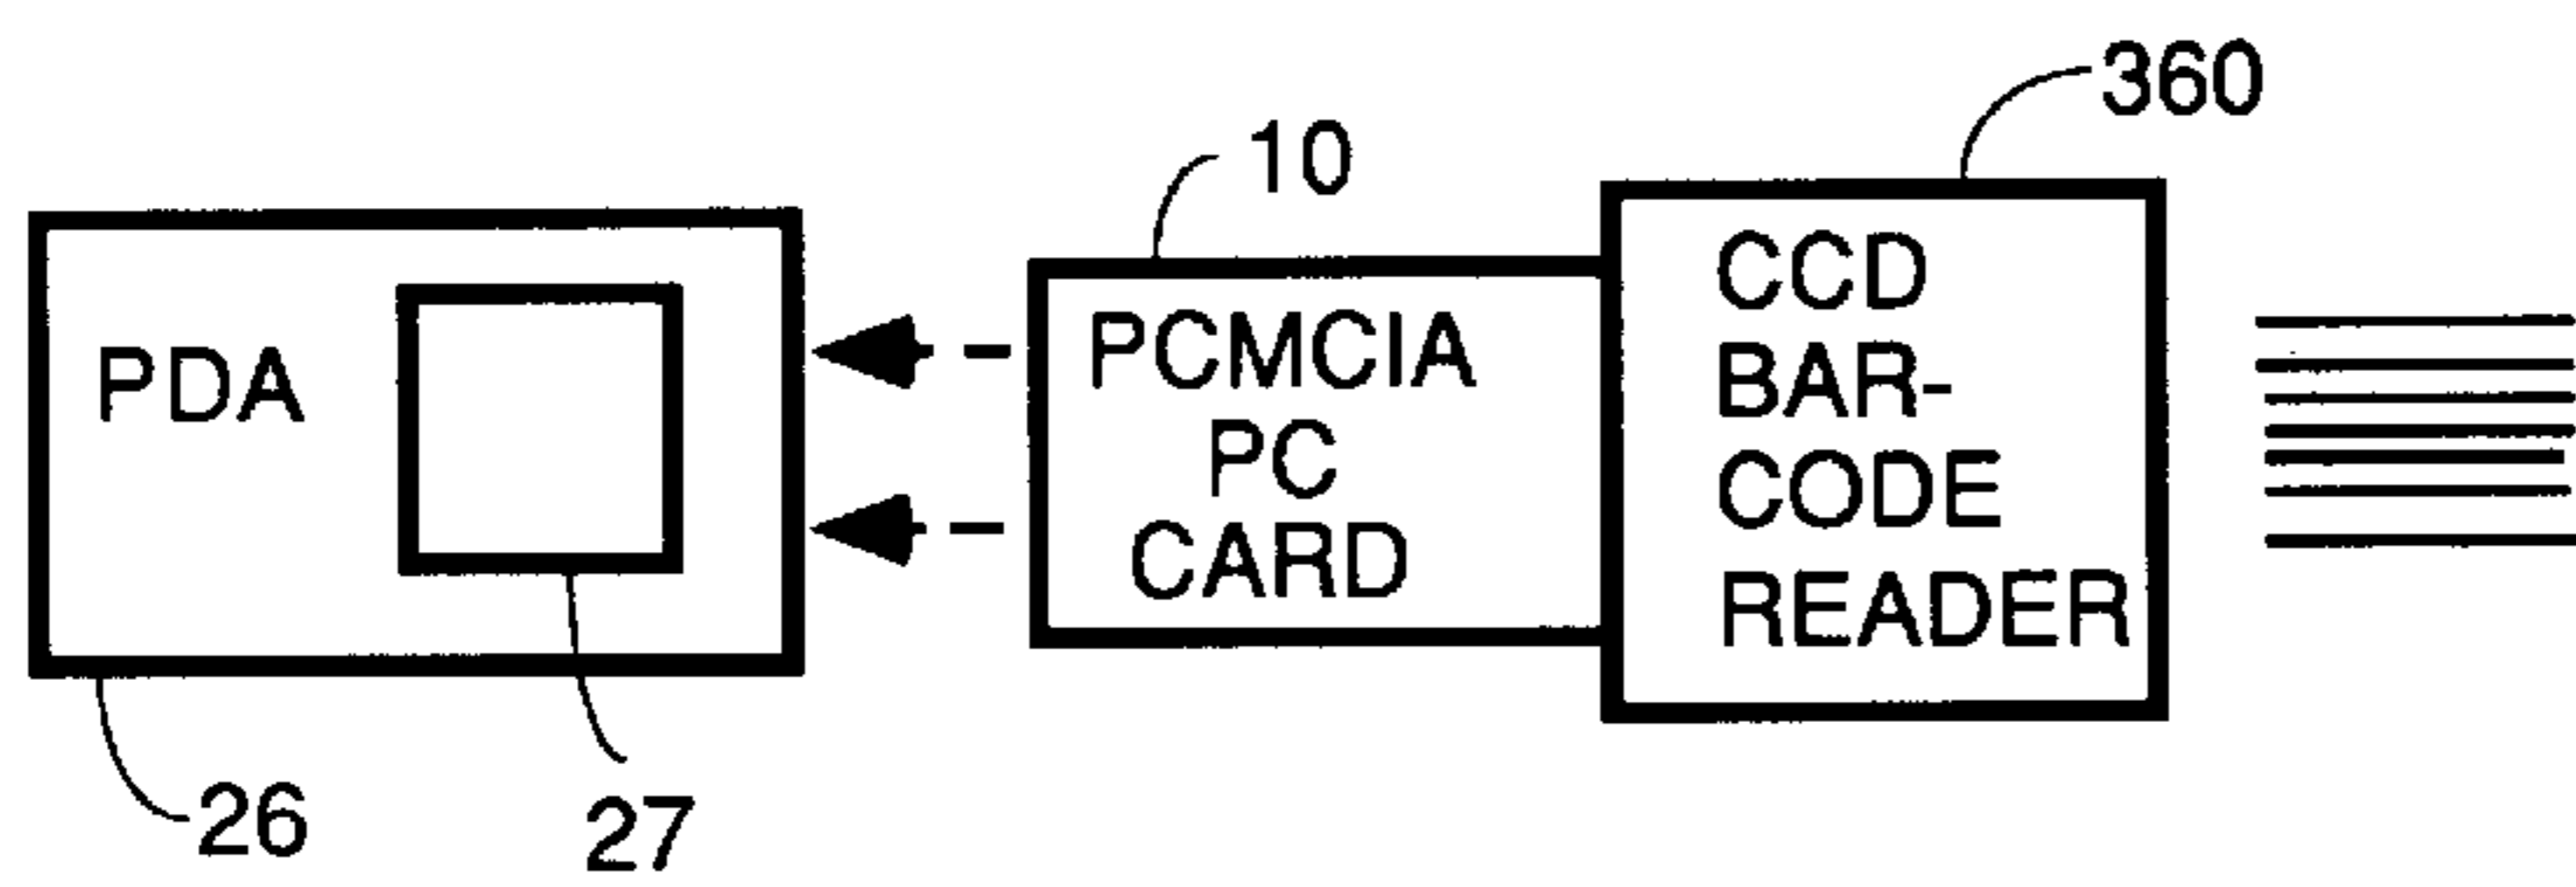 360
10
CCD
BAR-
CODE
READER
PCMCIA
PC
CARD
PDA
26
27